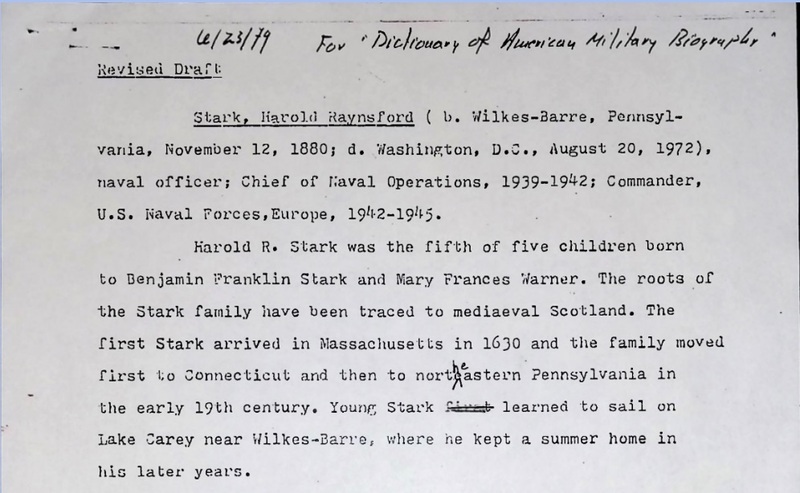 6/23/79 For "Dictionary of American Military Biography"
Revised Draft
Stark, Harold Raynsford ( b. Wilkes-Barre, Pennsyl-
vania, November 12, 1880; d. Washington, D.C., August 20, 1972),
naval officer; Chief of Naval Operations, 1939-1942; Commander,
U.S. Naval Forces,Europe, 1942-1945.
Harold R. Stark was the fifth of five children born
to Benjamin Franklin Stark and Mary Frances Warner. The roots of
the Stark family have been traced to mediaeval Scotland. The
first Stark arrived in Massachusetts in 1630 and the family moved
first to Connecticut and then to northeastern Pennsylvania in
the early 19th century. Young Stark first learned to sail on
Lake Carey near Wilkes-Barre, where he kept a summer home in
his later years.